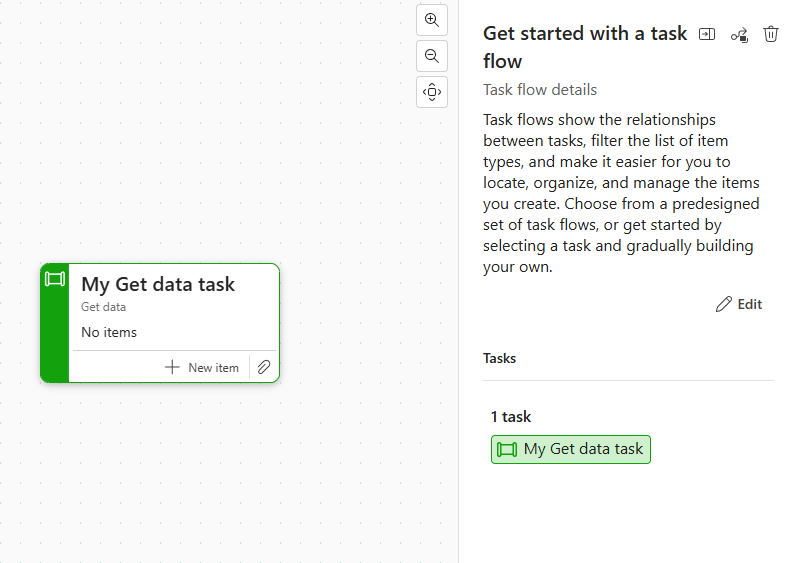 My Get data task
Get data
No items
New item
Get started with a task
flow
Task flow details
Task flows show the relationships
between tasks, filter the list of item
types, and make it easier for you to
locate, organize, and manage the items
you create. Choose from a predesigned
set of task flows, or get started by
selecting a task and gradually building
your own.
Edit
Tasks
1 task
My Get data task